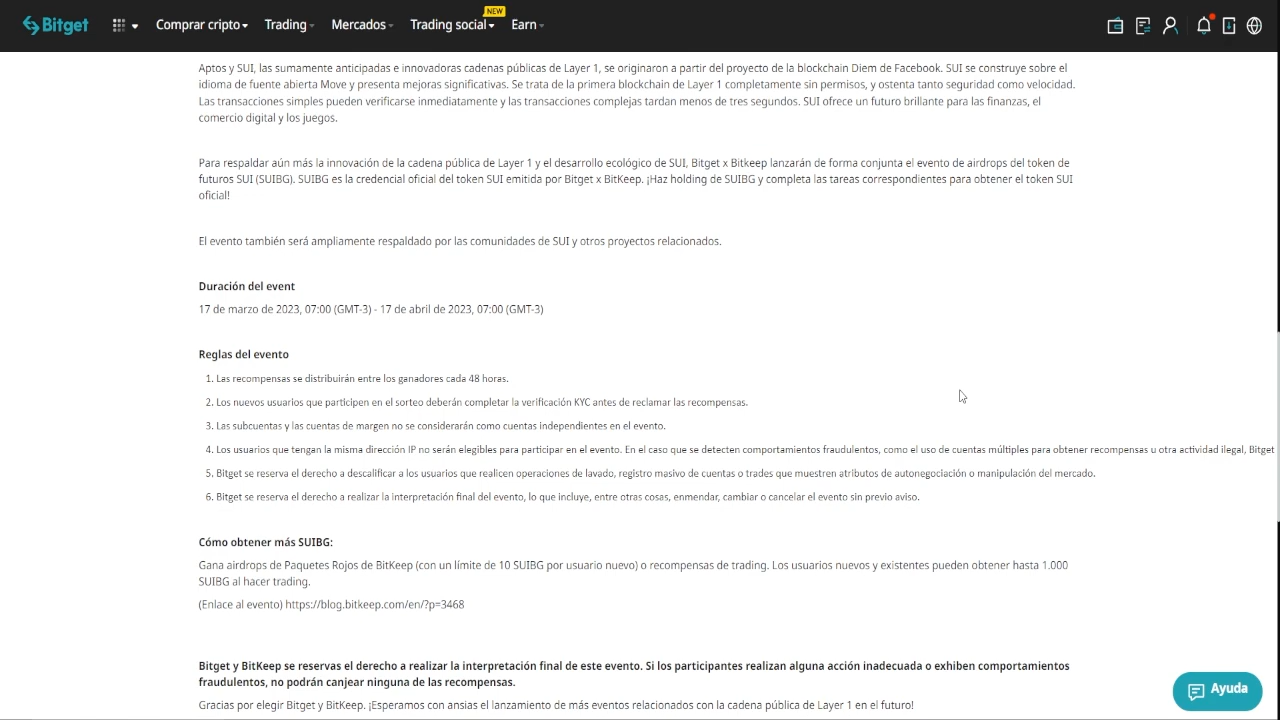 Bitget
Comprar cripto
Trading
Mercados
Trading social
NEW
Earn
Aptos y SUI, las sumamente anticipadas e innovadoras cadenas públicas de Layer 1, se originaron a partir del proyecto de la blockchain Diem de Facebook. SUI se construye sobre el
idioma de fuente abierta Move y presenta mejoras significativas. Se trata de la primera blockchain de Layer 1 completamente sin permisos, y ostenta tanto seguridad como velocidad.
Las transacciones simples pueden verificarse inmediatamente y las transacciones complejas tardan menos de tres segundos. SUI ofrece un futuro brillante para las finanzas, el
comercio digital y los juegos.
Para respaldar aún más la innovación de la cadena pública de Layer 1 y el desarrollo ecológico de SUI, Bitget x Bitkeep lanzarán de forma conjunta el evento de airdrops del token de
futuros SUI (SUIBG). SUIBG es la credencial oficial del token SUI emitida por Bitget x BitKeep. ¡Haz holding de SUIBG y completa las tareas correspondientes para obtener el token SUI
oficial!
El evento también será ampliamente respaldado por las comunidades de SUI y otros proyectos relacionados.
Duración del event
17 de marzo de 2023, 07:00 (GMT-3) - 17 de abril de 2023, 07:00 (GMT-3)
Reglas del evento
1. Las recompensas se distribuirán entre los ganadores cada 48 horas.
2. Los nuevos usuarios que participen en el sorteo deberán completar la verificación KYC antes de reclamar las recompensas.
3. Las subcuentas y las cuentas de margen no se considerarán como cuentas independientes en el evento.
4. Los usuarios que tengan la misma dirección IP no serán elegibles para participar en el evento. En el caso que se detecten comportamientos fraudulentos, como el uso de cuentas múltiples para obtener recompensas u otra actividad ilegal, Bitget
5. Bitget se reserva el derecho a descalificar a los usuarios que realicen operaciones de lavado, registro masivo de cuentas o trades que muestren atributos de autonegociación o manipulación del mercado.
6. Bitget se reserva el derecho a realizar la interpretación final del evento, lo que incluye, entre otras cosas, enmendar, cambiar o cancelar el evento sin previo aviso.
Cómo obtener más SUIBG:
Gana airdrops de Paquetes Rojos de BitKeep (con un límite de 10 SUIBG por usuario nuevo) o recompensas de trading. Los usuarios nuevos y existentes pueden obtener hasta 1.000
SUIBG al hacer trading.
(Enlace al evento) https://blog.bitkeep.com/en/?p=3468
Bitget y BitKeep se reservas el derecho a realizar la interpretación final de este evento. Si los participantes realizan alguna acción inadecuada o exhiben comportamientos
fraudulentos, no podrán canjear ninguna de las recompensas.
Gracias por elegir Bitget y BitKeep. ¡Esperamos con ansias el lanzamiento de más eventos relacionados con la cadena pública de Layer 1 en el futuro!
Ayuda